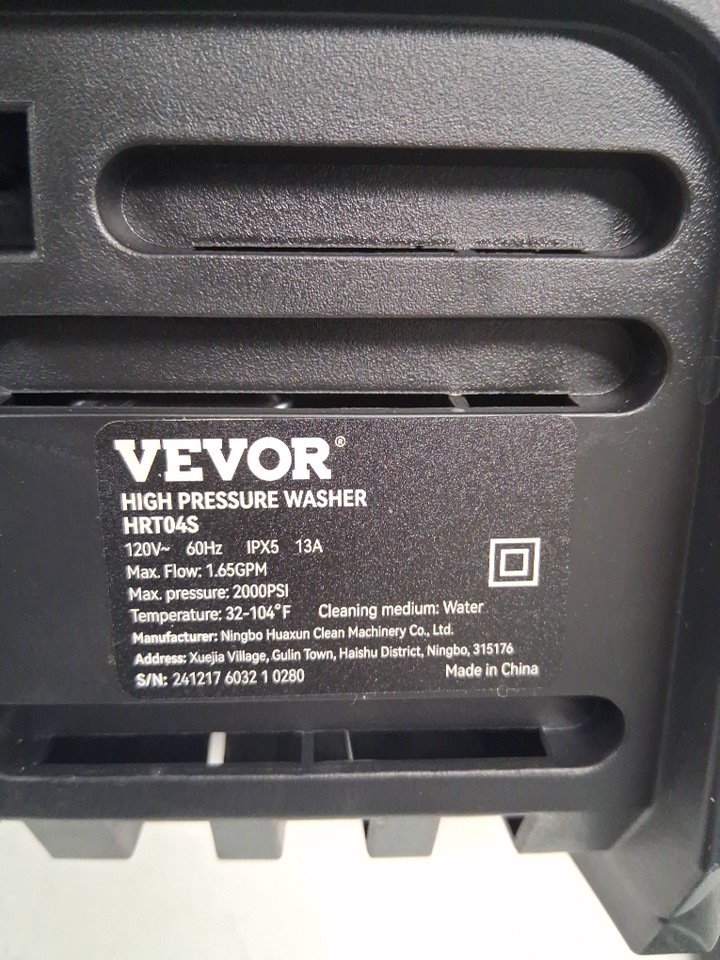 VEVOR®
HIGH PRESSURE WASHER
HRT04S
120V~ 60Hz IPX5 13A
Max. Flow: 1.65GPM
Max. pressure: 2000PSI
Temperature: 32-104°F Cleaning medium: Water
Manufacturer: Ningbo Huaxun Clean Machinery Co., Ltd.
Address: Xuejia Village, Gulin Town, Haishu District, Ningbo, 315176
S/N: 241217 6032 1 0280 Made in China